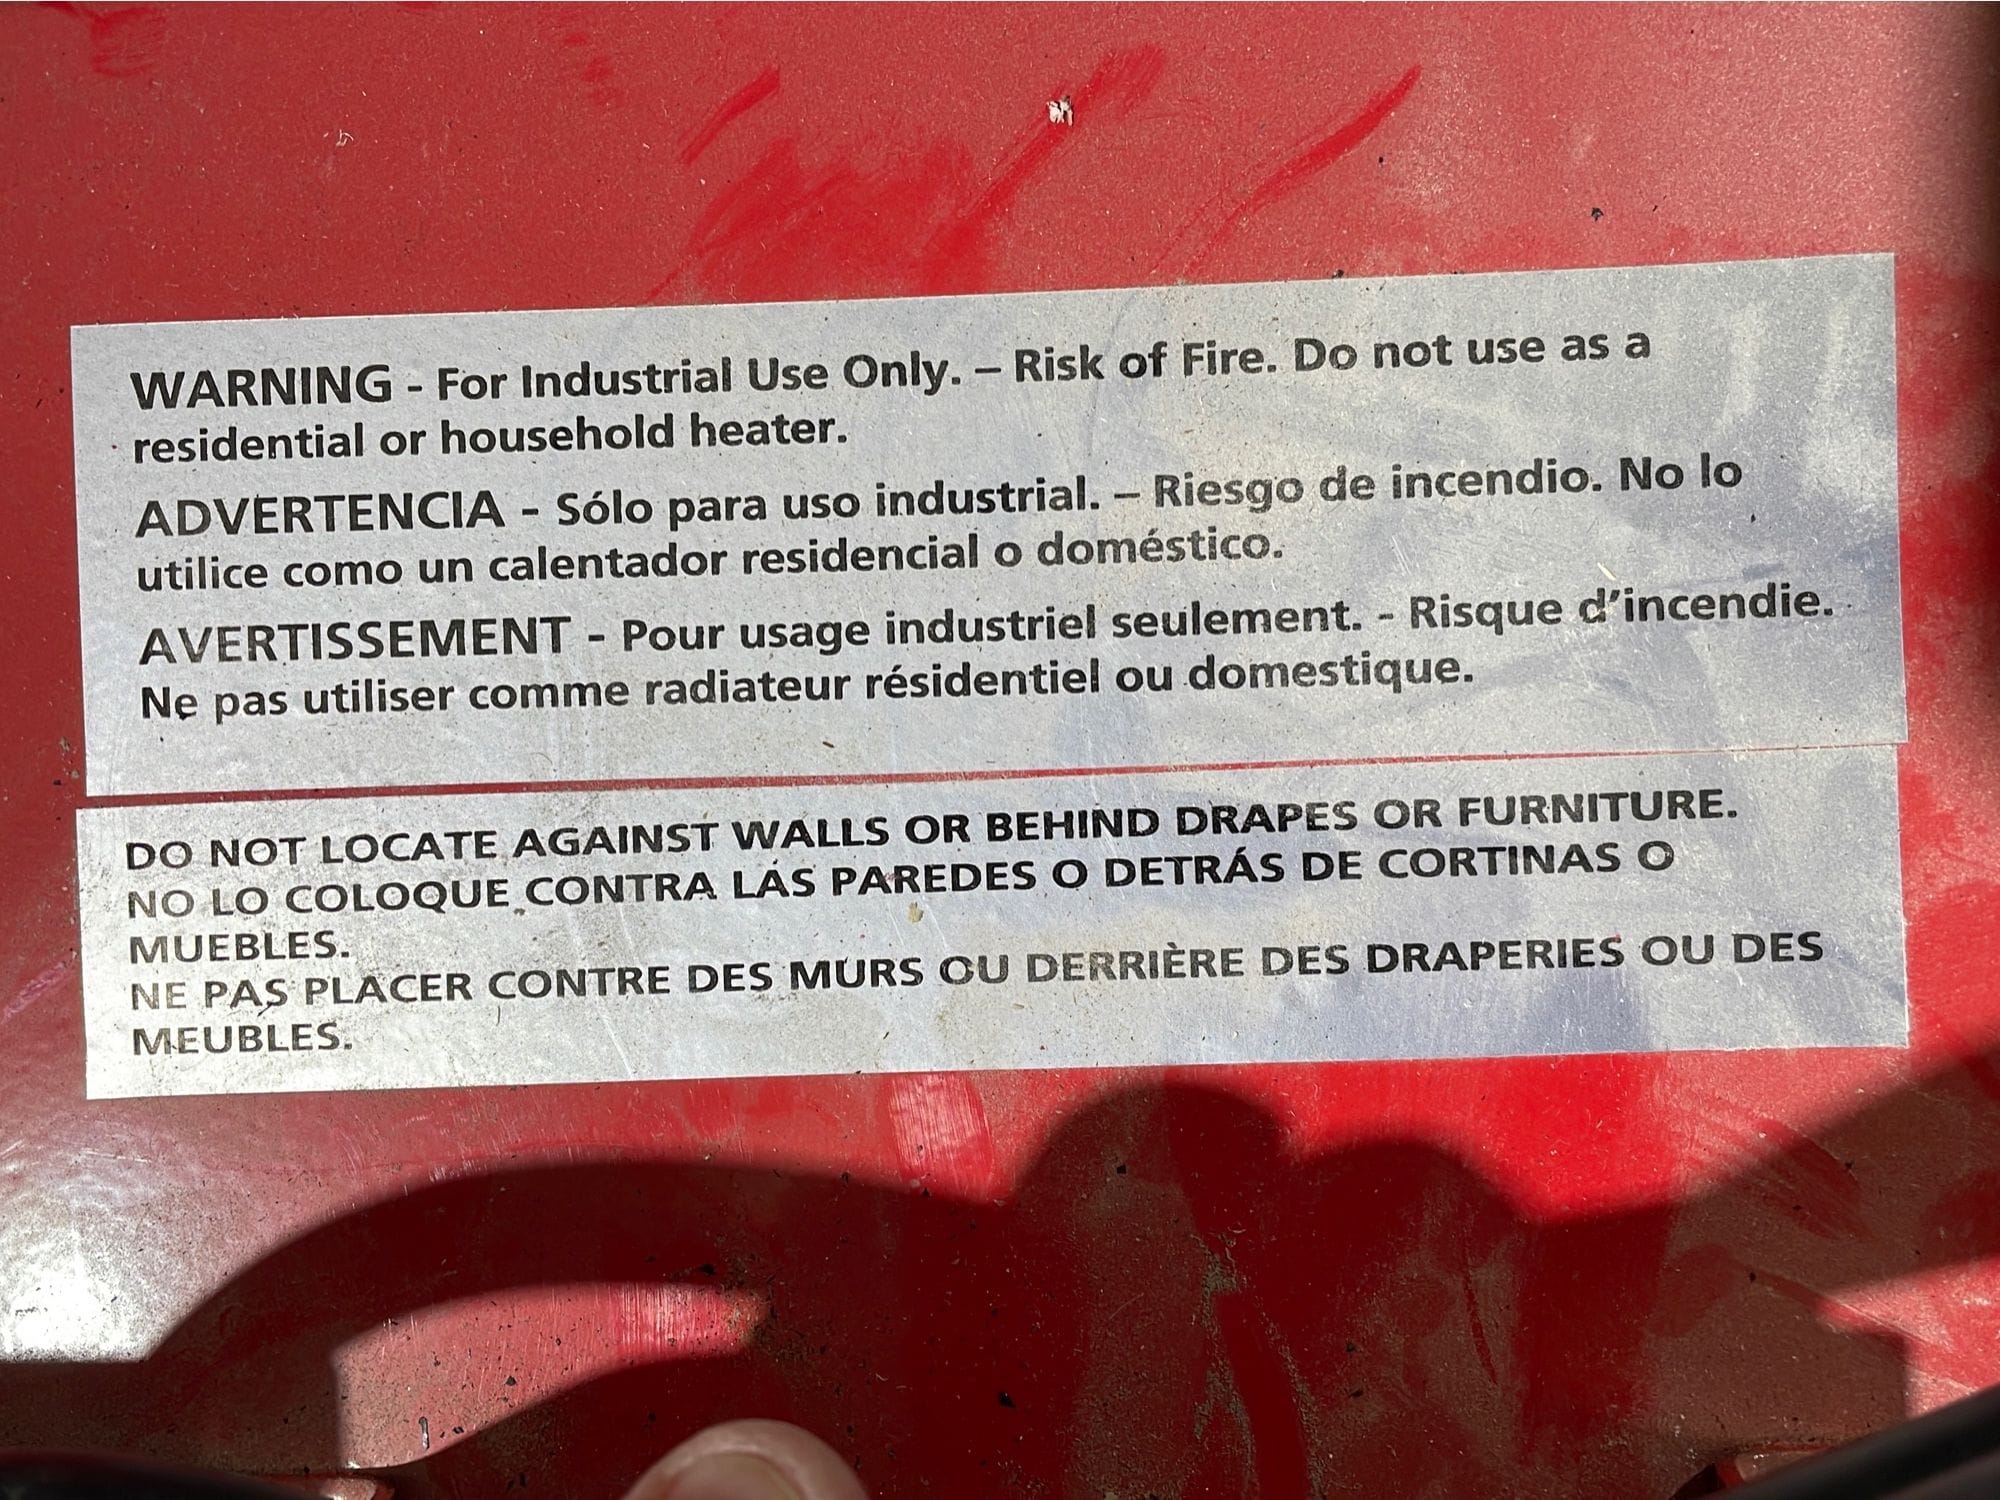 WARNING - For Industrial Use Only. – Risk of Fire. Do not use as a
residential or household heater.
ADVERTENCIA - Sólo para uso industrial. – Riesgo de incendio. No lo
utilice como un calentador residencial o doméstico.
AVERTISSEMENT - Pour usage industriel seulement. - Risque d’incendie.
Ne pas utiliser comme radiateur résidentiel ou domestique.
DO NOT LOCATE AGAINST WALLS OR BEHIND DRAPES OR FURNITURE.
NO LO COLOQUE CONTRA LAS PAREDES O DETRÁS DE CORTINAS O
MUEBLES.
NE PAS PLACER CONTRE DES MURS OU DERRIÈRE DES DRAPERIES OU DES
MEUBLES.